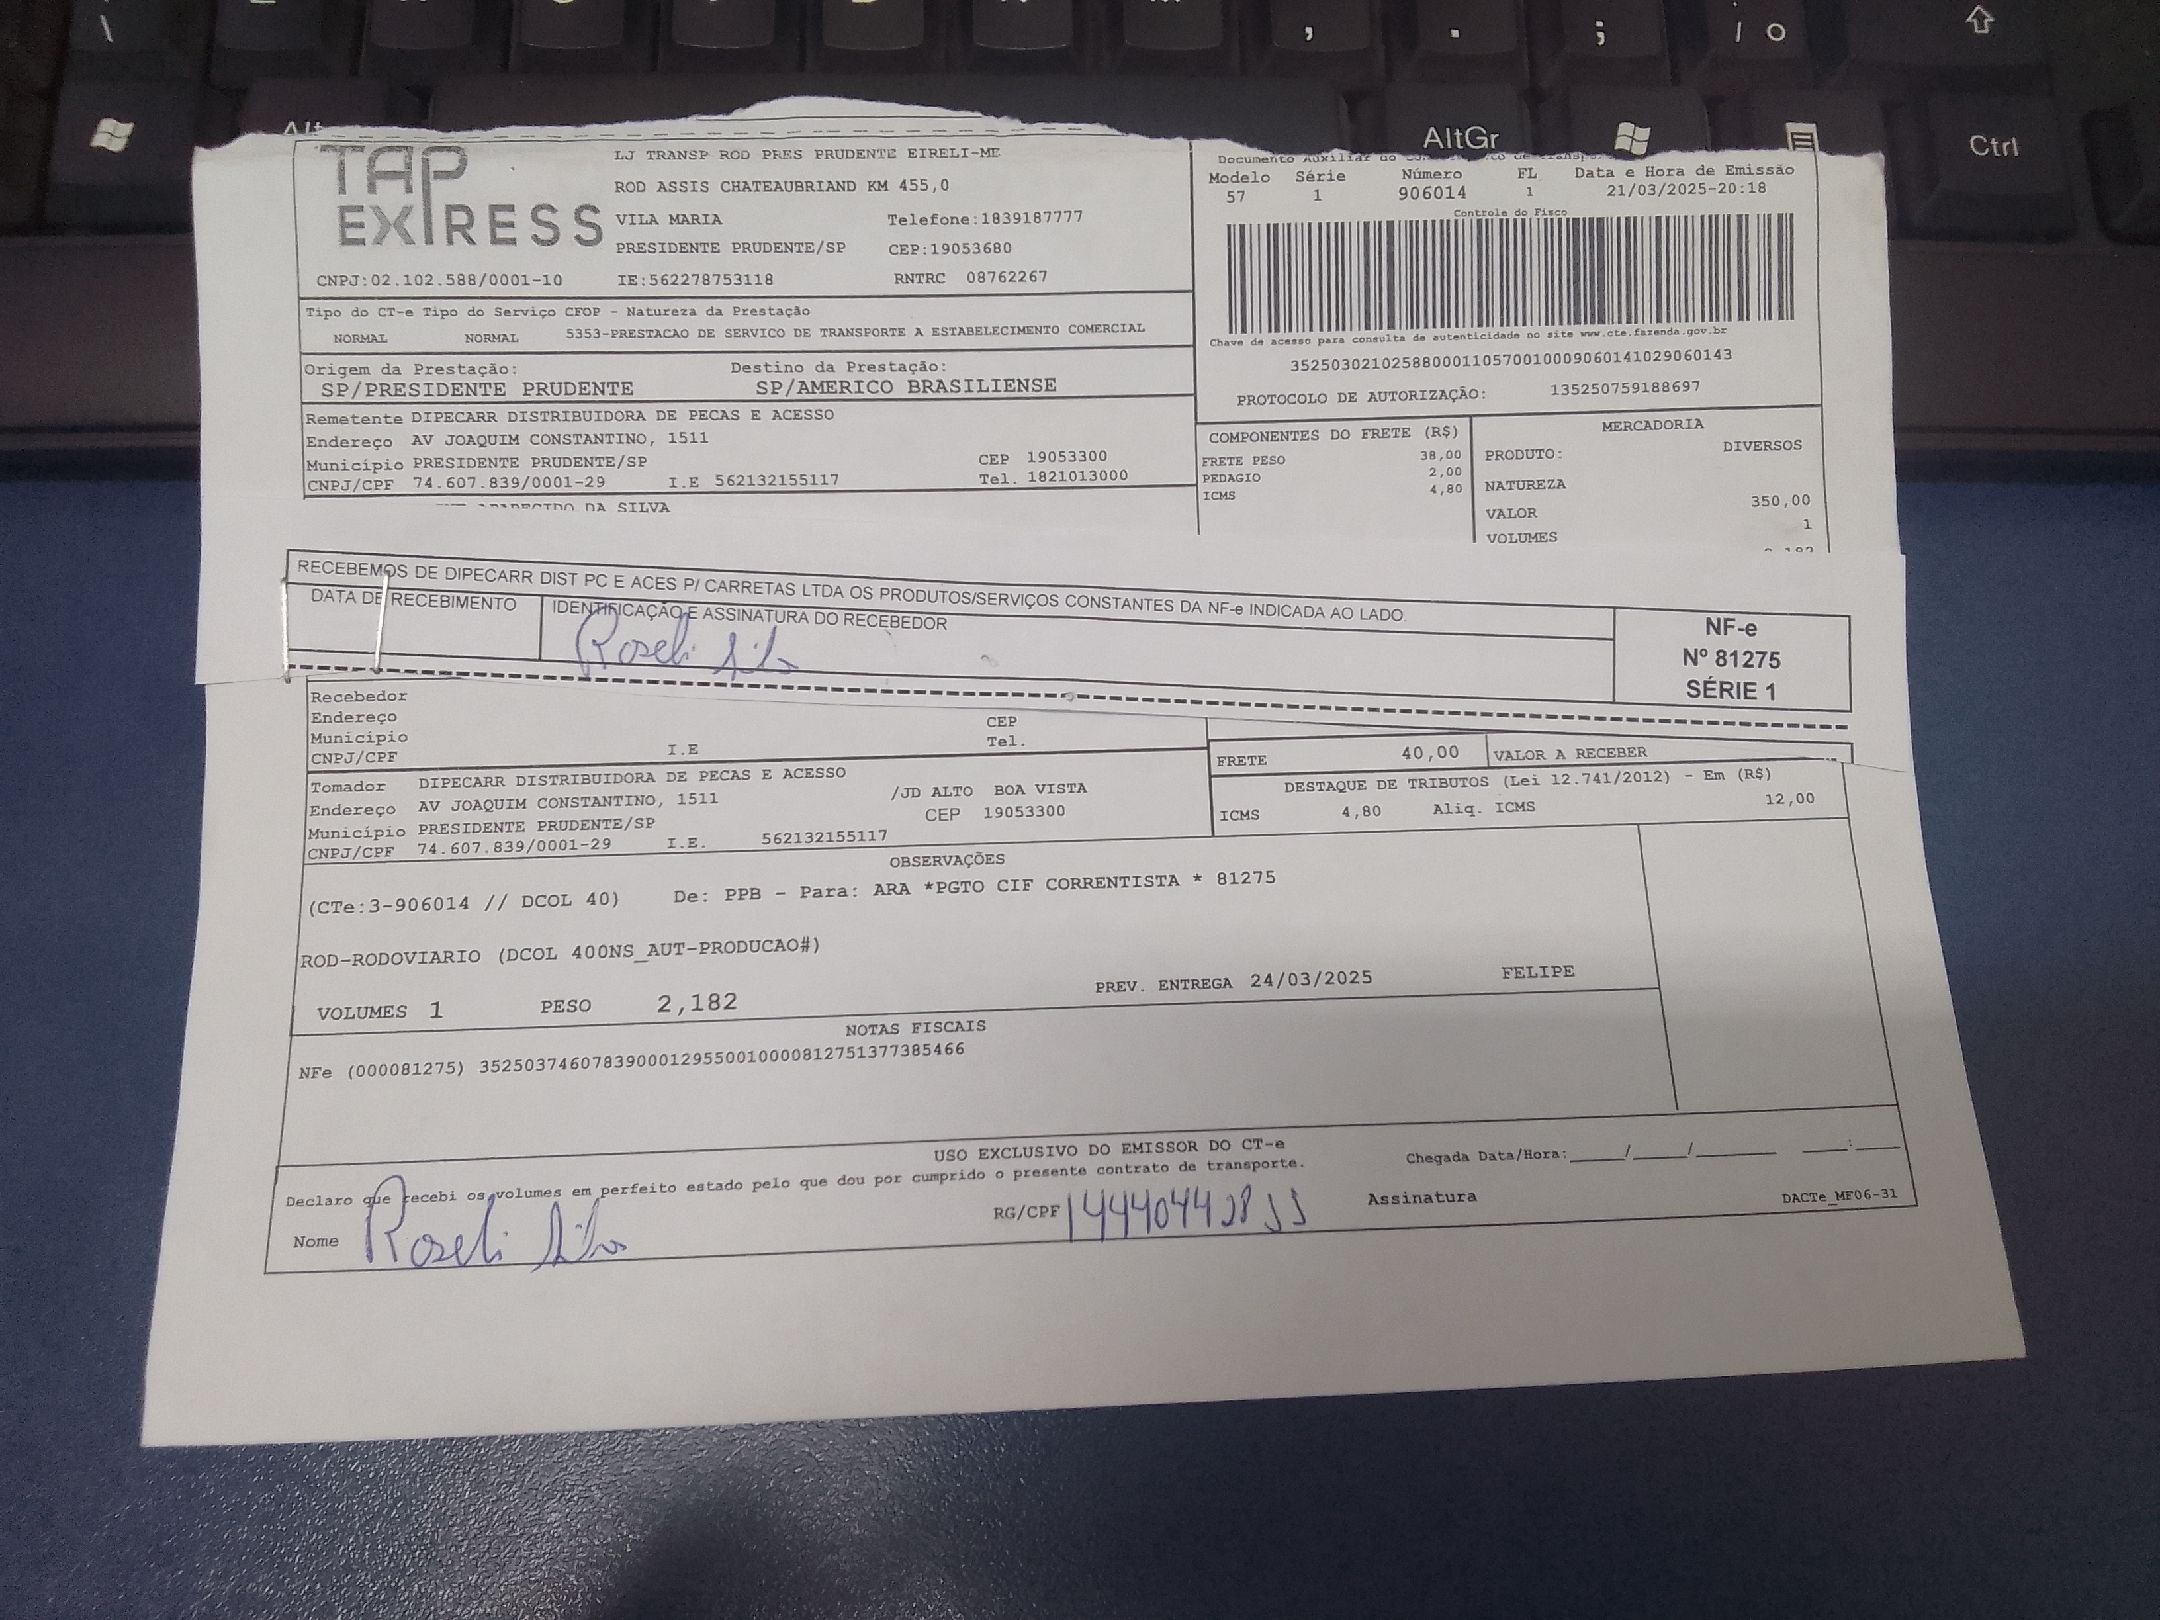 \ , . ; / o
Alt AltGr Ctrl
TAP
EXPRESS
LJ TRANSP ROD PRES PRUDENTE EIRELI-ME
ROD ASSIS CHATEAUBRIAND KM 455,0
VILA MARIA Telefone:1839187777
PRESIDENTE PRUDENTE/SP CEP:19053680
CNPJ:02.102.588/0001-10 IE:562278753118 RNTRC 08762267
Documento Auxiliar do
Modelo Série Número FL Data e Hora de Emissão
57 1 906014 1 21/03/2025-20:18
Controle do Fisco
Chave de acesso para consulta de autenticidade no site www.cte.fazenda.gov.br
35250302102588000110570010009060141029060143
PROTOCOLO DE AUTORIZAÇÃO: 135250759188697
Tipo do CT-e Tipo do Serviço CFOP - Natureza da Prestação
NORMAL NORMAL 5353-PRESTACAO DE SERVICO DE TRANSPORTE A ESTABELECIMENTO COMERCIAL
Origem da Prestação: Destino da Prestação:
SP/PRESIDENTE PRUDENTE SP/AMERICO BRASILIENSE
Remetente DIPECARR DISTRIBUIDORA DE PECAS E ACESSO
Endereço AV JOAQUIM CONSTANTINO, 1511
Município PRESIDENTE PRUDENTE/SP CEP 19053300
CNPJ/CPF 74.607.839/0001-29 I.E 562132155117 Tel. 1821013000
APARECIDO DA SILVA
COMPONENTES DO FRETE (R$)
FRETE PESO 38,00
PEDAGIO 2,00
ICMS 4,80
MERCADORIA
PRODUTO: DIVERSOS
NATUREZA
VALOR 350,00
VOLUMES 1
RECEBEMOS DE DIPECARR DIST PC E ACES P/ CARRETAS LTDA OS PRODUTOS/SERVIÇOS CONSTANTES DA NF-e INDICADA AO LADO.
DATA DE RECEBIMENTO IDENTIFICAÇÃO E ASSINATURA DO RECEBEDOR
Roseli Silva
NF-e
Nº 81275
SÉRIE 1
Recebedor
Endereço CEP
Município Tel.
CNPJ/CPF I.E
FRETE 40,00 VALOR A RECEBER
Tomador DIPECARR DISTRIBUIDORA DE PECAS E ACESSO
Endereço AV JOAQUIM CONSTANTINO, 1511 /JD ALTO BOA VISTA
Município PRESIDENTE PRUDENTE/SP CEP 19053300
CNPJ/CPF 74.607.839/0001-29 I.E. 562132155117
DESTAQUE DE TRIBUTOS (Lei 12.741/2012) - Em (R$)
ICMS 4,80 Aliq. ICMS 12,00
OBSERVAÇÕES
(CTe:3-906014 // DCOL 40) De: PPB - Para: ARA *PGTO CIF CORRENTISTA * 81275
ROD-RODOVIARIO (DCOL 400NS_AUT-PRODUCAO#)
VOLUMES 1 PESO 2,182 PREV. ENTREGA 24/03/2025 FELIPE
NOTAS FISCAIS
NFe (000081275) 35250374607839000129550010000812751377385466
USO EXCLUSIVO DO EMISSOR DO CT-e
Declaro que recebi os volumes em perfeito estado pelo que dou por cumprido o presente contrato de transporte.
Chegada Data/Hora:_____/_____/_______ ____:____
Nome Roseli Silva RG/CPF Assinatura DACTe_MF06-31